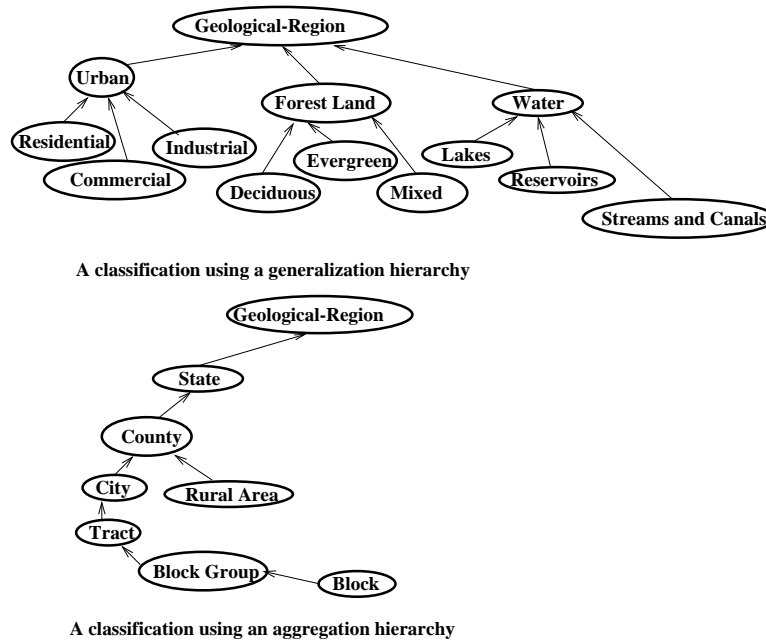 Geological-Region
Urban
Forest Land
Water
Residential
Industrial
Commercial
Evergreen
Deciduous
Mixed
Lakes
Reservoirs
Streams and Canals
A classification using a generalization hierarchy
Geological-Region
State
County
City
Rural Area
Tract
Block Group
Block
A classification using an aggregation hierarchy